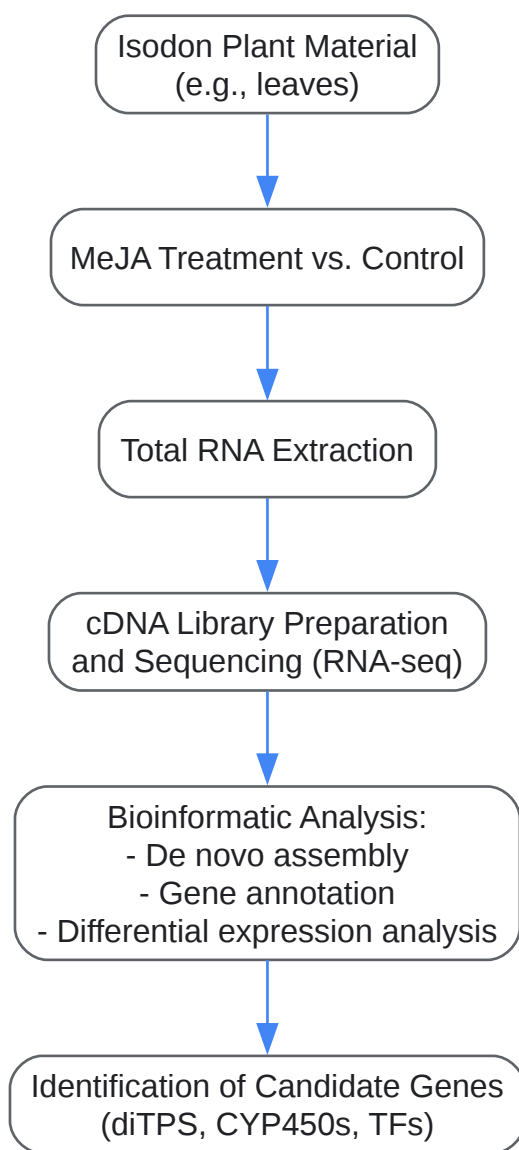 Isodon Plant Material
(e.g., leaves)
MeJA Treatment vs. Control
Total RNA Extraction
cDNA Library Preparation
and Sequencing (RNA-seq)
Bioinformatic Analysis:
- De novo assembly
- Gene annotation
- Differential expression analysis
Identification of Candidate Genes
(diTPS, CYP450s, TFs)